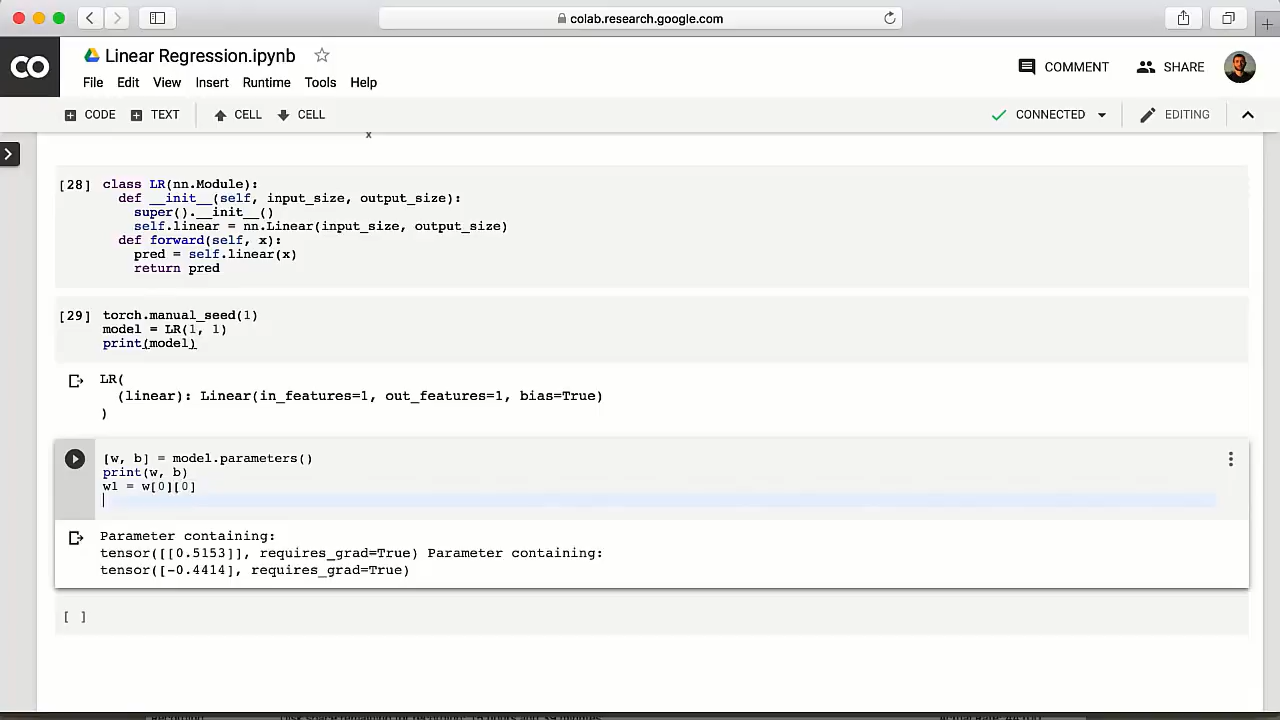 colab.research.google.com
CO
Linear Regression.ipynb
COMMENT
SHARE
File Edit View Insert Runtime Tools Help
CODE TEXT CELL CELL
CONNECTED
EDITING
x
[28] class LR(nn.Module):
def __init__(self, input_size, output_size):
super().__init__()
self.linear = nn.Linear(input_size, output_size)
def forward(self, x):
pred = self.linear(x)
return pred
[29] torch.manual_seed(1)
model = LR(1, 1)
print(model)
LR(
(linear): Linear(in_features=1, out_features=1, bias=True)
)
[w, b] = model.parameters()
print(w, b)
w1 = w[0][0]
Parameter containing:
tensor([[0.5153]], requires_grad=True) Parameter containing:
tensor([-0.4414], requires_grad=True)
[ ]